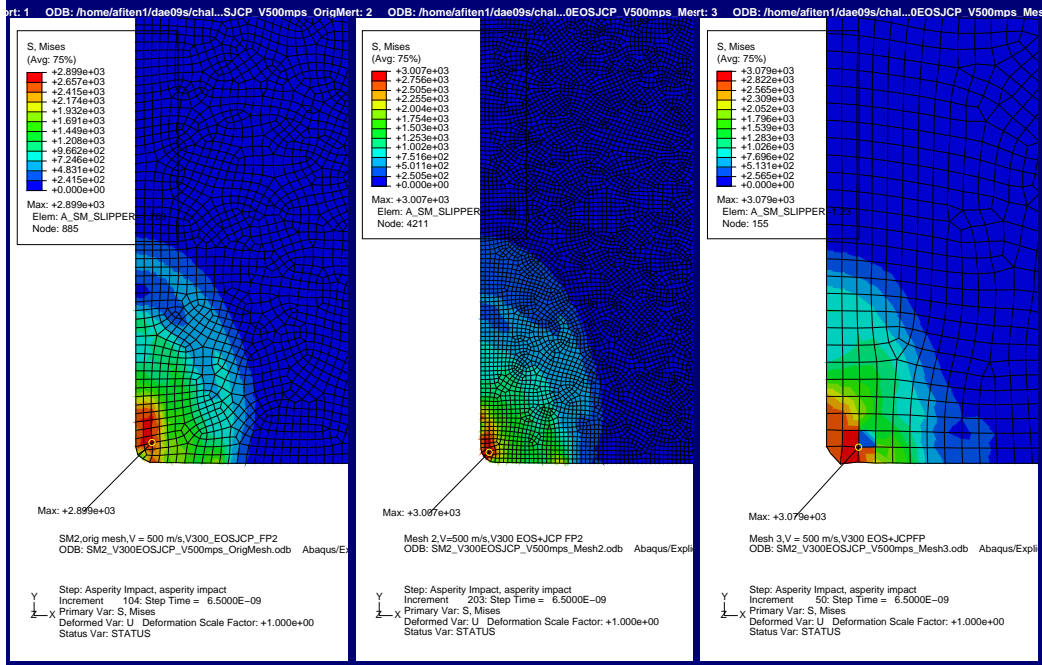 ort: 1 ODB: /home/afiten1/dae09s/chal...SJCP_V500mps_OrigMert: 2 ODB: /home/afiten1/dae09s/chal...0EOSJCP_V500mps_Mesrt: 3 ODB: /home/afiten1/dae09s/chal...0EOSJCP_V500mps_Mes
S, Mises
(Avg: 75%)
+2.899e+03
+2.657e+03
+2.415e+03
+2.174e+03
+1.932e+03
+1.691e+03
+1.449e+03
+1.208e+03
+9.662e+02
+7.246e+02
+4.831e+02
+2.415e+02
+0.000e+00
Max: +2.899e+03
Elem: A_SM_SLIPPER
Node: 885
Max: +2.899e+03
SM2,orig mesh,V = 500 m/s,V300_EOSJCP_FP2
ODB: SM2_V300EOSJCP_V500mps_OrigMesh.odb Abaqus/Ex
Step: Asperity Impact, asperity impact
Increment 104: Step Time = 6.5000E-09
Primary Var: S, Mises
Deformed Var: U Deformation Scale Factor: +1.000e+00
Status Var: STATUS
Y
Z X
S, Mises
(Avg: 75%)
+3.007e+03
+2.756e+03
+2.505e+03
+2.255e+03
+2.004e+03
+1.754e+03
+1.503e+03
+1.253e+03
+1.002e+03
+7.516e+02
+5.011e+02
+2.505e+02
+0.000e+00
Max: +3.007e+03
Elem: A_SM_SLIPPER
Node: 4211
Max: +3.007e+03
Mesh 2,V=500 m/s,V300 EOS+JCP FP2
ODB: SM2_V300EOSJCP_V500mps_Mesh2.odb Abaqus/Expli
Step: Asperity Impact, asperity impact
Increment 203: Step Time = 6.5000E-09
Primary Var: S, Mises
Deformed Var: U Deformation Scale Factor: +1.000e+00
Status Var: STATUS
Y
Z X
S, Mises
(Avg: 75%)
+3.079e+03
+2.822e+03
+2.565e+03
+2.309e+03
+2.052e+03
+1.796e+03
+1.539e+03
+1.283e+03
+1.026e+03
+7.696e+02
+5.131e+02
+2.565e+02
+0.000e+00
Max: +3.079e+03
Elem: A_SM_SLIPPER
Node: 155
Max: +3.079e+03
Mesh 3,V = 500 m/s,V300 EOS+JCPFP
ODB: SM2_V300EOSJCP_V500mps_Mesh3.odb Abaqus/Expli
Step: Asperity Impact, asperity impact
Increment 50: Step Time = 6.5000E-09
Primary Var: S, Mises
Deformed Var: U Deformation Scale Factor: +1.000e+00
Status Var: STATUS
Y
Z X